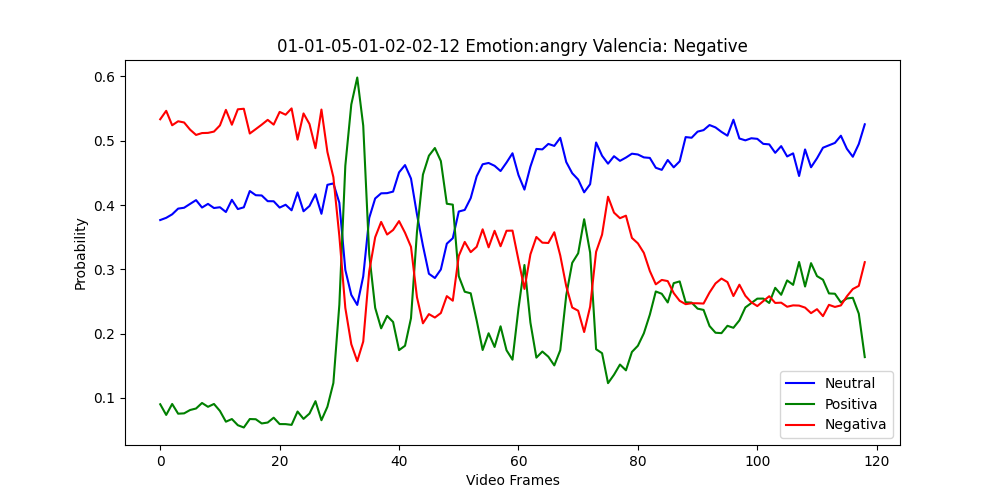 01-01-05-01-02-02-12 Emotion:angry Valencia: Negative
Probability
0.6
0.5
0.4
0.3
0.2
0.1
0 20 40 60 80 100 120
Video Frames
Neutral
Positiva
Negativa